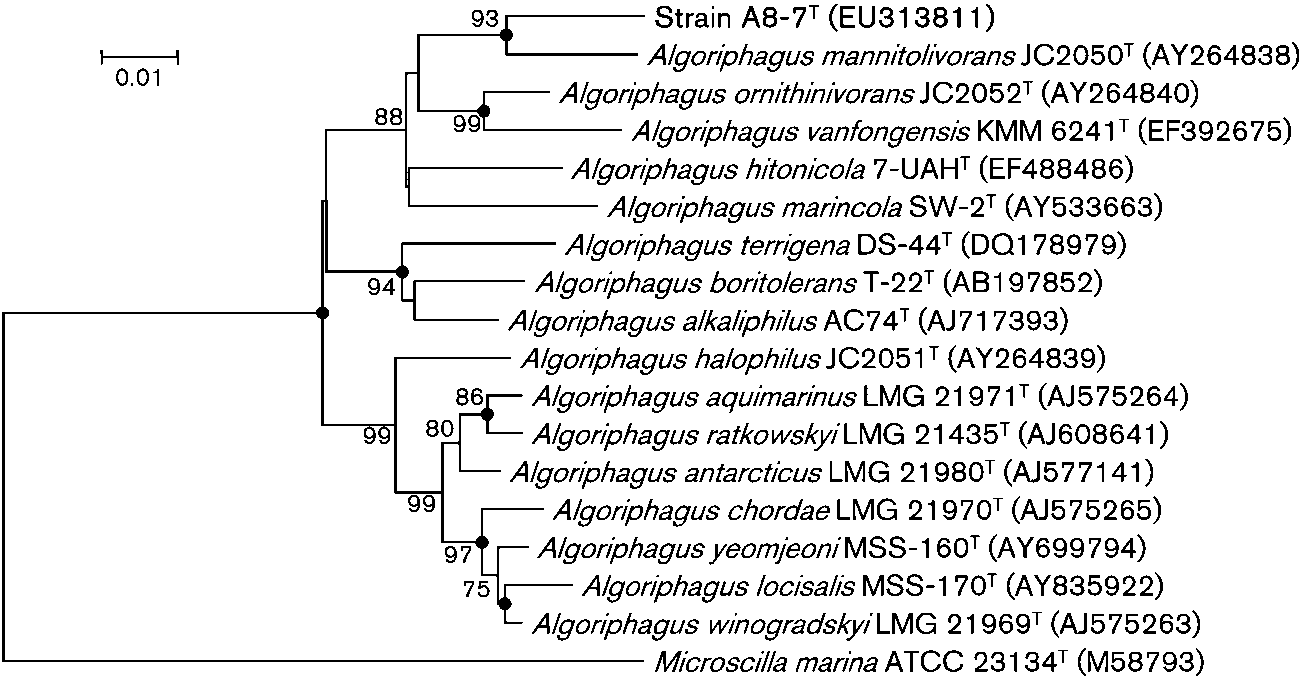 93
Strain A8-7ᵀ (EU313811)
0.01
Algoriphagus mannitolivorans JC2050ᵀ (AY264838)
Algoriphagus ornithinivorans JC2052ᵀ (AY264840)
88
99
Algoriphagus vanfongensis KMM 6241ᵀ (EF392675)
Algoriphagus hitonicola 7-UAHᵀ (EF488486)
Algoriphagus marincola SW-2ᵀ (AY533663)
Algoriphagus terrigena DS-44ᵀ (DQ178979)
94
Algoriphagus boritolerans T-22ᵀ (AB197852)
Algoriphagus alkaliphilus AC74ᵀ (AJ717393)
Algoriphagus halophilus JC2051ᵀ (AY264839)
86
Algoriphagus aquimarinus LMG 21971ᵀ (AJ575264)
99
80
Algoriphagus ratkowskyi LMG 21435ᵀ (AJ608641)
Algoriphagus antarcticus LMG 21980ᵀ (AJ577141)
99
Algoriphagus chordae LMG 21970ᵀ (AJ575265)
97
Algoriphagus yeomjeoni MSS-160ᵀ (AY699794)
75
Algoriphagus locisalis MSS-170ᵀ (AY835922)
Algoriphagus winogradskyi LMG 21969ᵀ (AJ575263)
Microscilla marina ATCC 23134ᵀ (M58793)